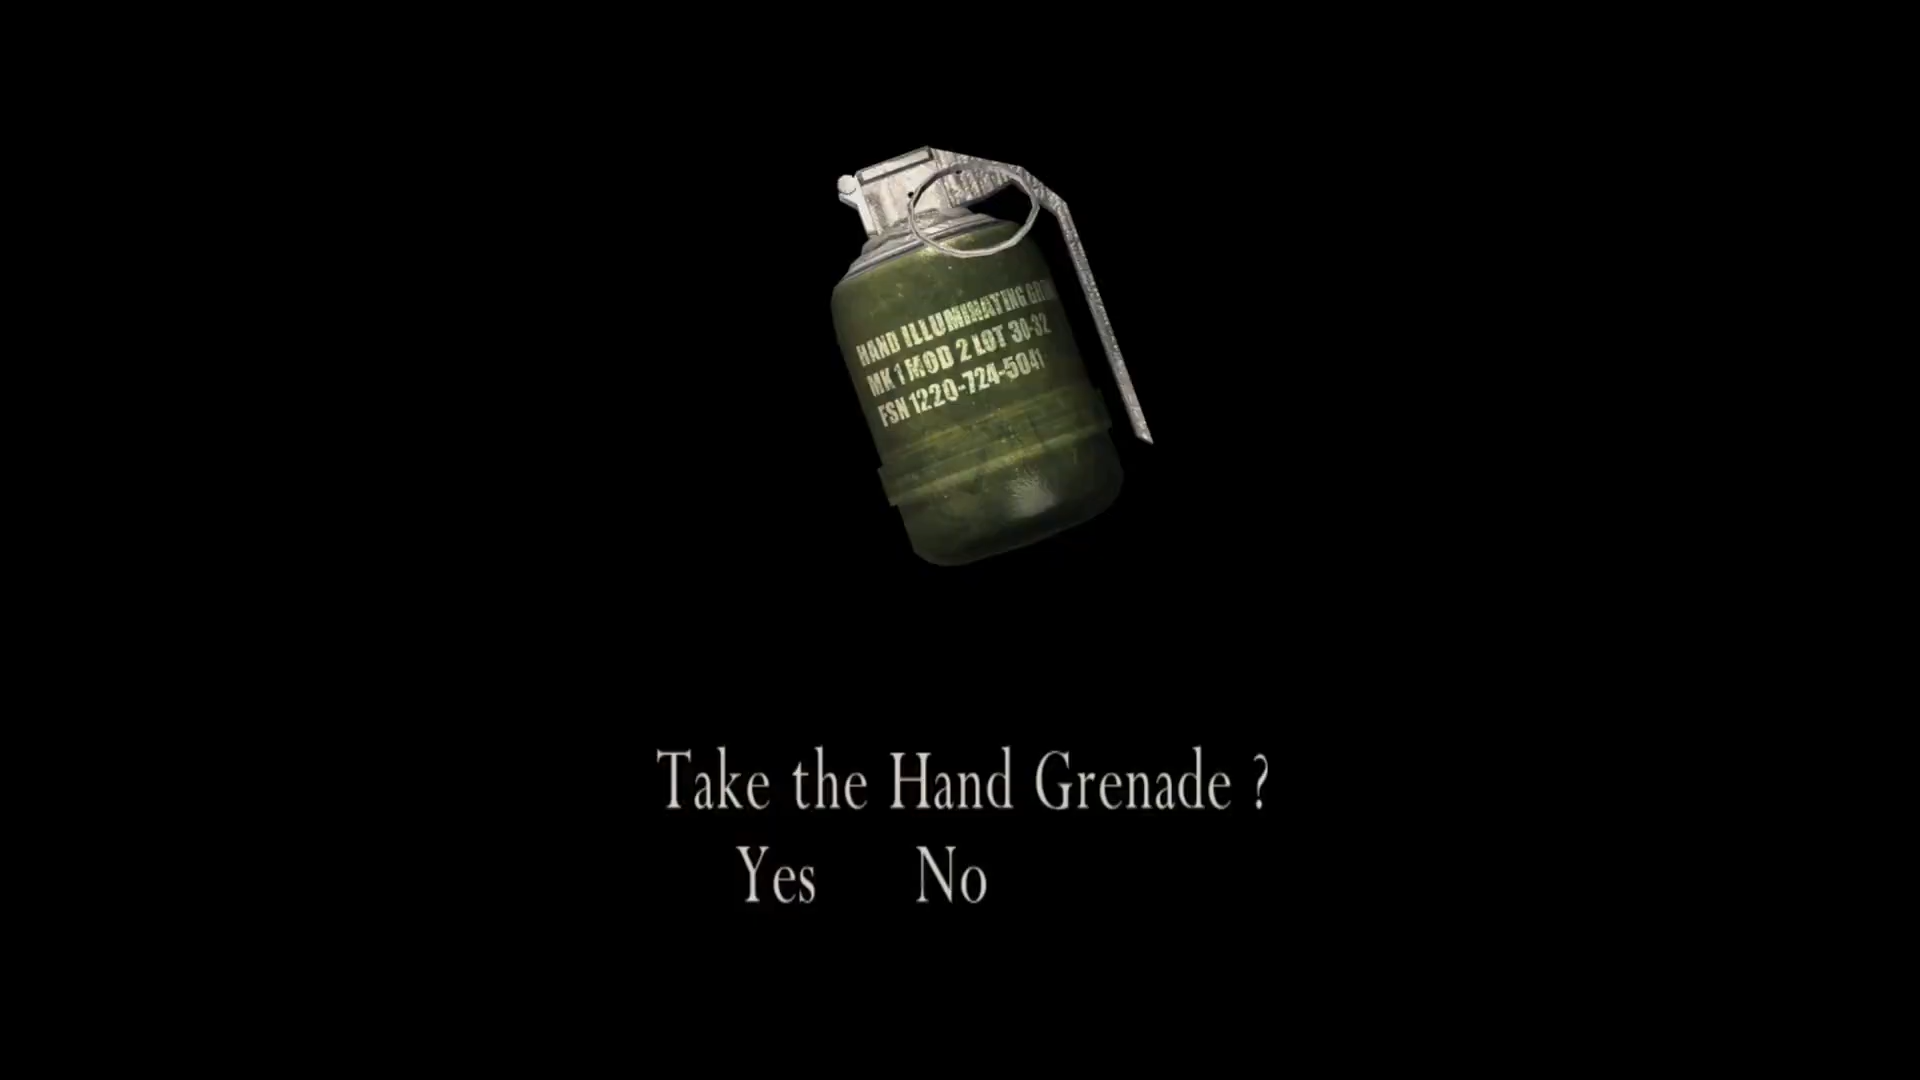 HAND ILLUMINATING
MK 1 MOD 2 LOT 30-32
FSN 1220-724-5041
Take the Hand Grenade ?
Yes No